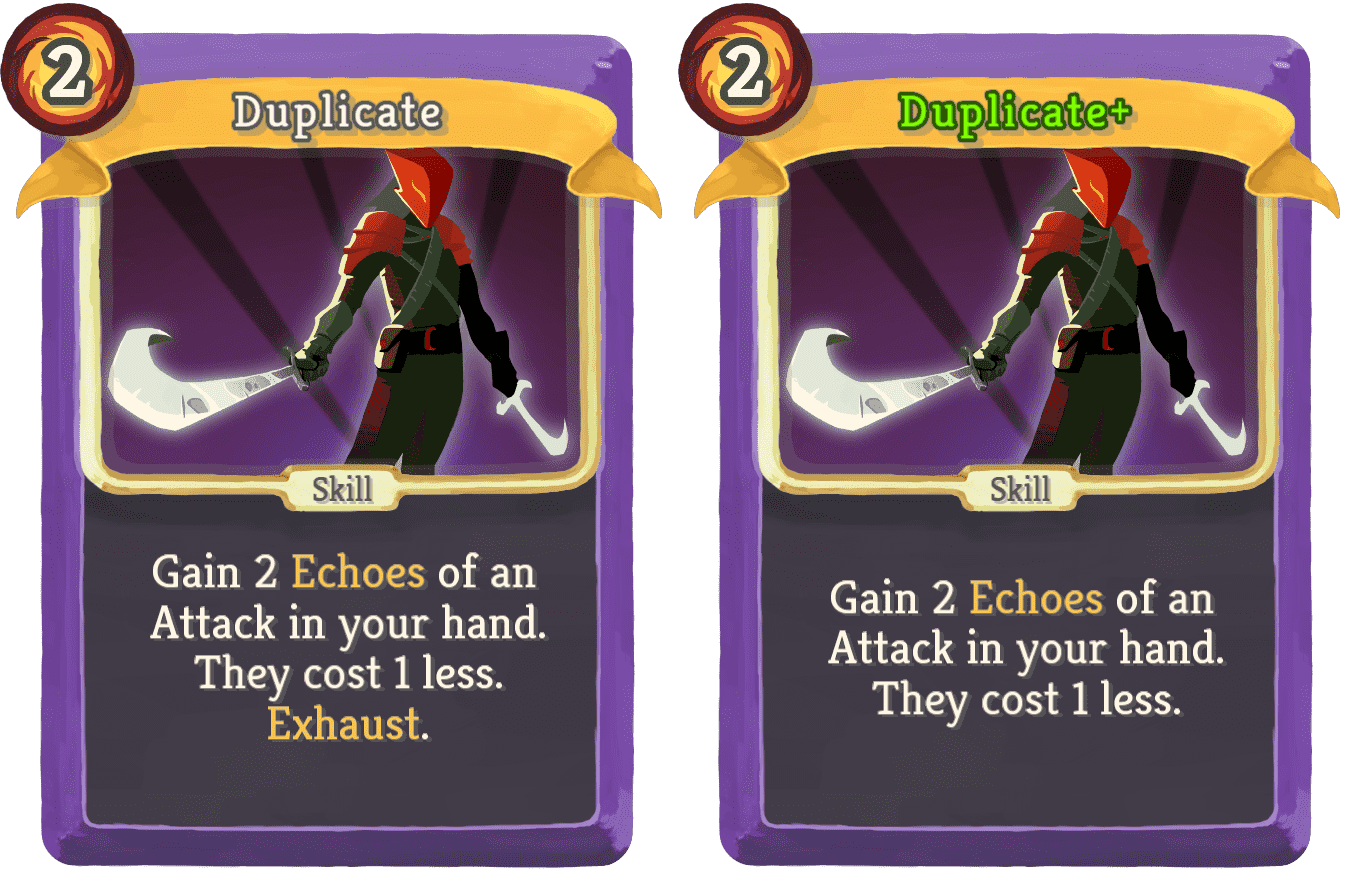 2
Duplicate
Skill
Gain 2 Echoes of an
Attack in your hand.
They cost 1 less.
Exhaust.
2
Duplicate+
Skill
Gain 2 Echoes of an
Attack in your hand.
They cost 1 less.